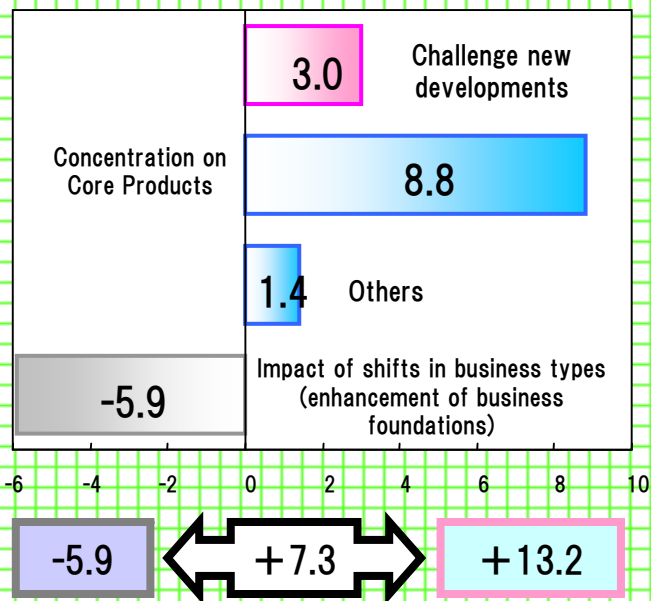 3.0
Challenge new
developments
Concentration on
Core Products
8.8
1.4
Others
-5.9
Impact of shifts in business types
(enhancement of business
foundations)
-6 -4 -2 0 2 4 6 8 10
-5.9
+7.3
+13.2